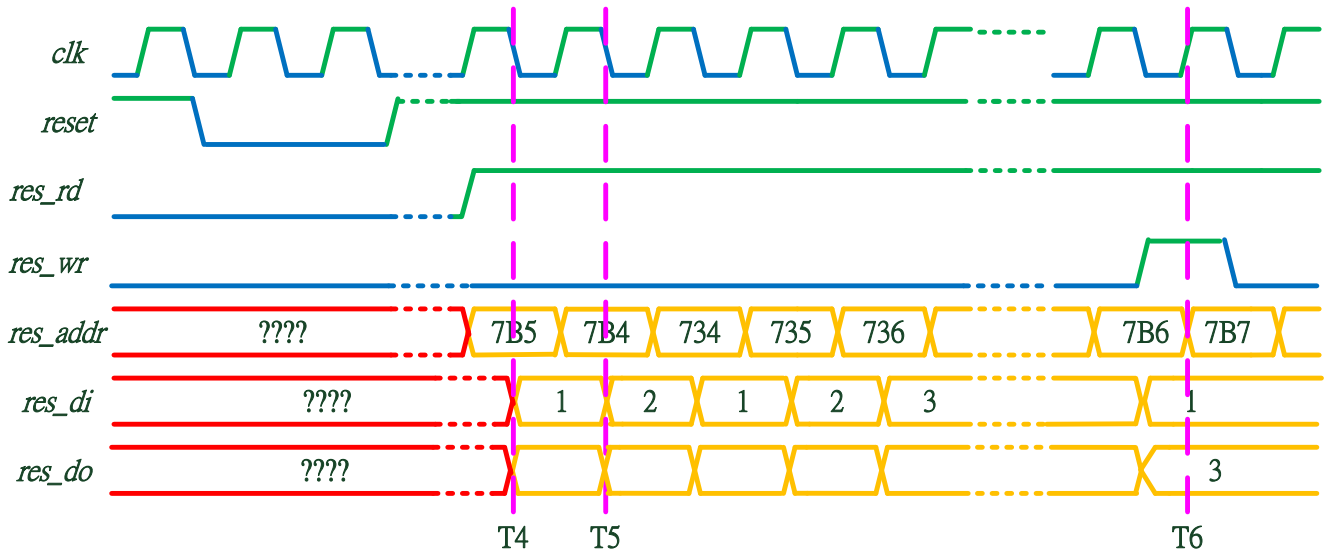 clk
reset
res_rd
res_wr
res_addr ???? 7B5 7B4 734 735 736 7B6 7B7
res_di ???? 1 2 1 2 3 1
res_do ???? 3
T4 T5 T6